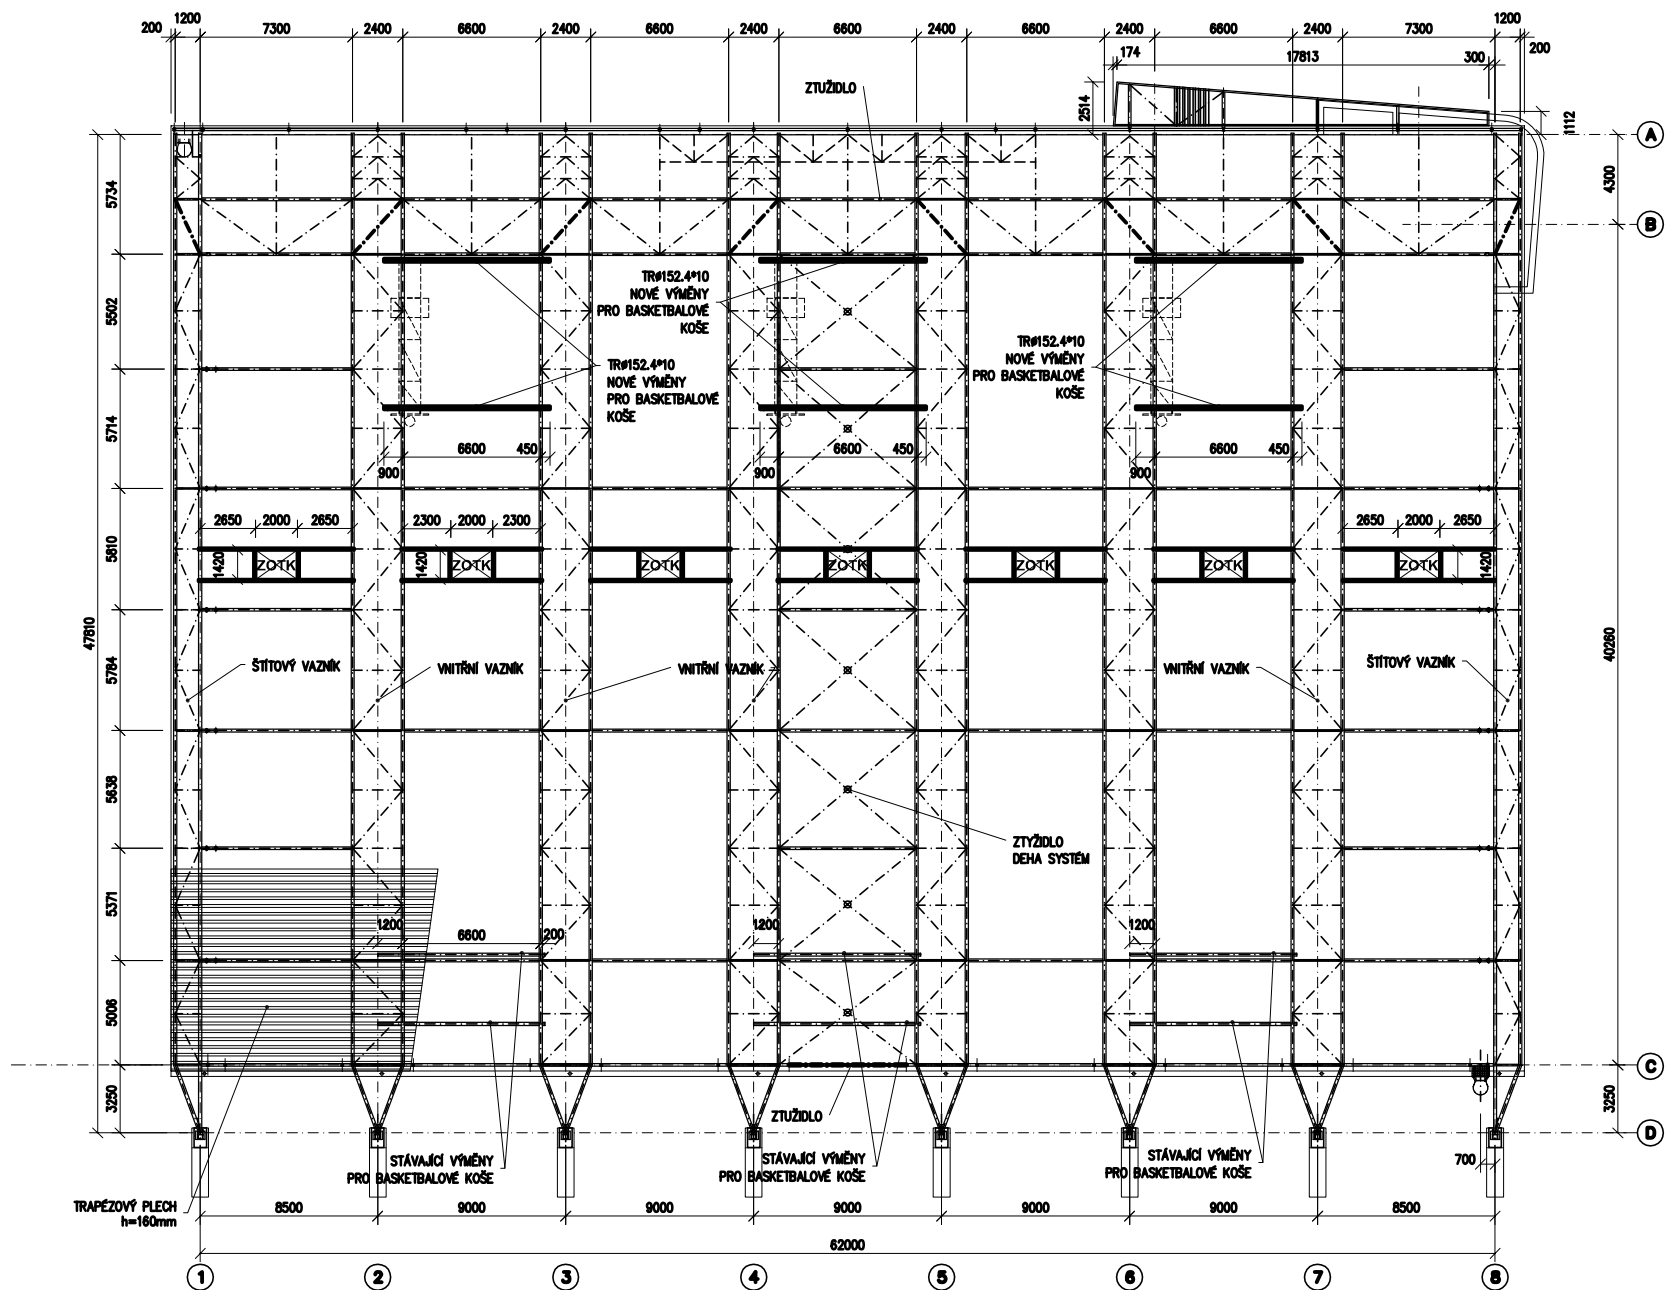 200 1200 7300 2400 6600 2400 6600 2400 6600 2400 6600 2400 6600 2400 7300 1200 200
174 17813 300
ZTUŽIDLO
2514
1112
A
4300
B
5734
TRø152.4*10
NOVÉ VÝMĚNY
PRO BASKETBALOVÉ
KOŠE
5502
TRø152.4*10
NOVÉ VÝMĚNY
PRO BASKETBALOVÉ
KOŠE
TRø152.4*10
NOVÉ VÝMĚNY
PRO BASKETBALOVÉ
KOŠE
5714
6600 450 6600 450 6600 450
900 900 900
2650 2000 2650 2300 2000 2300 2650 2000 2650
5810
1420 ZOTK 1420 ZOTK ZOTK ZOTK ZOTK ZOTK ZOTK 1420
47810
40260
5784
ŠTÍTOVÝ VAZNÍK
VNITŘNÍ VAZNÍK
VNITŘNÍ VAZNÍK
VNITŘNÍ VAZNÍK
ŠTÍTOVÝ VAZNÍK
5638
ZTYŽIDLO
DEHA SYSTÉM
5371
1200 6600 200 1200 1200
5006
C
3250
3250
ZTUŽIDLO
D
STÁVAJÍCÍ VÝMĚNY
PRO BASKETBALOVÉ KOŠE
STÁVAJÍCÍ VÝMĚNY
PRO BASKETBALOVÉ KOŠE
STÁVAJÍCÍ VÝMĚNY
PRO BASKETBALOVÉ KOŠE
700
TRAPÉZOVÝ PLECH
h=160mm
8500 9000 9000 9000 9000 9000 8500
62000
1 2 3 4 5 6 7 8